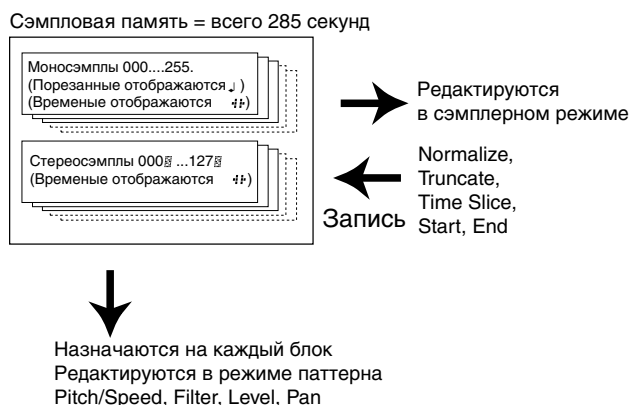 Сэмпловая память = всего 285 секунд
Моносэмплы 000....255.
(Порезанные отображаются ♩)
(Временые отображаются)
Стереосэмплы 000 ...127
(Временые отображаются)
Редактируются
в сэмплерном режиме
Normalize,
Truncate,
Time Slice,
Start, End
Запись
Назначаются на каждый блок
Редактируются в режиме паттерна
Pitch/Speed, Filter, Level, Pan